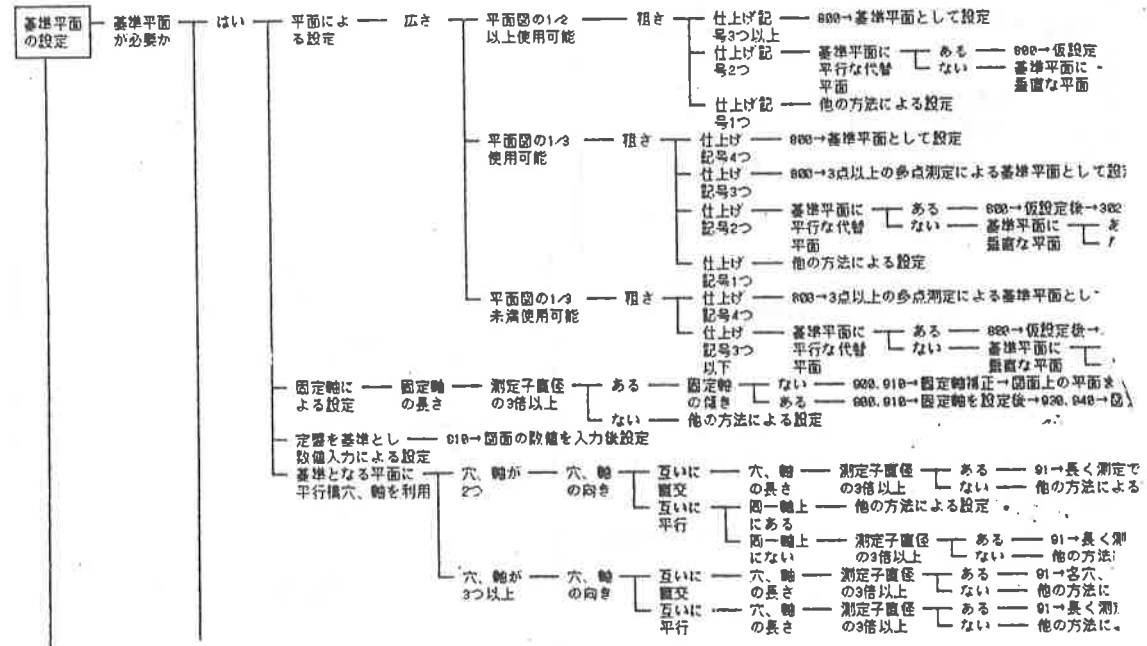 基準平面 基準平面 はい 平面によ 広さ 平面図の1/2 粗さ 仕上げ記 800→基準平面として設定
の設定 が必要か る設定 以上使用可能 号3つ以上
仕上げ記 基準平面に ある 800→仮設定
号2つ 平行な代替 ない 基準平面に
平面 垂直な平面
仕上げ記 他の方法による設定
号1つ
平面図の1/3 粗さ 仕上げ 800→基準平面として設定
使用可能 記号4つ
仕上げ 800→3点以上の多点測定による基準平面として設
記号3つ
仕上げ 基準平面に ある 800→仮設定後→302
記号2つ 平行な代替 ない 基準平面に
平面 垂直な平面
仕上げ 他の方法による設定
記号1つ
平面図の1/3 粗さ 仕上げ 800→3点以上の多点測定による基準平面とし
未満使用可能 記号4つ
仕上げ 基準平面に ある 800→仮設定後→
記号3つ 平行な代替 ない 基準平面に
以下 平面 垂直な平面
固定軸に 固定軸 測定子直径 ある 固定軸 ない 900.910→固定軸補正→図面上の平面ま
よる設定 の長さ の3倍以上 の傾き ある 900.910→固定軸を設定後→930.940→図
ない 他の方法による設定
定盤を基準とし 810→図面の数値を入力後設定
数値入力による設定
基準となる平面に 穴、軸が 穴、軸 互いに 穴、軸 測定子直径 ある 91→長く測定で
平行横穴、軸を利用 2つ の向き 直交 の長さ の3倍以上 ない 他の方法による
互いに 同一軸上 他の方法による設定
平行 にある
同一軸上 測定子直径 ある 91→長く測
にない の3倍以上 ない 他の方法
穴、軸が 穴、軸 互いに 穴、軸 測定子直径 ある 91→各穴、
3つ以上 の向き 直交 の長さ の3倍以上 ない 他の方法に
互いに 穴、軸 測定子直径 ある 91→長く測
平行 の長さ の3倍以上 ない 他の方法に